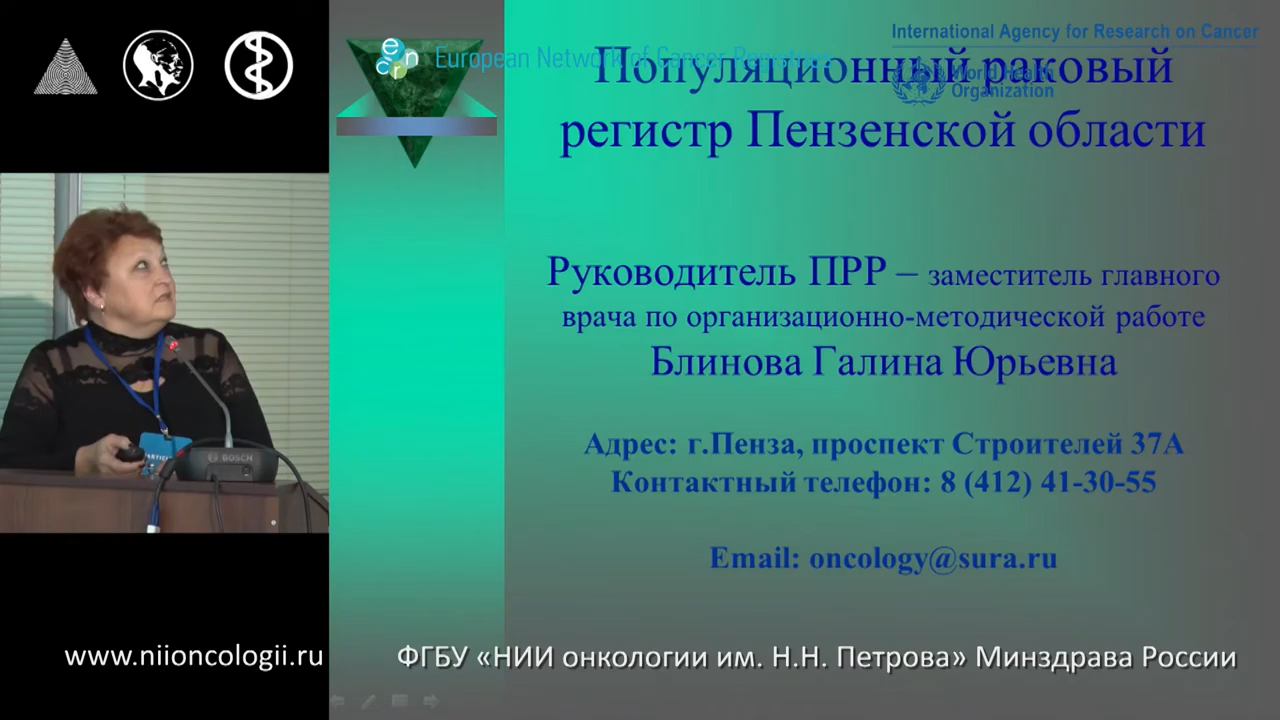 International Agency for Research on Cancer
European Network of Cancer Registries
Популяционный раковый
World Health
Organization
регистр Пензенской области
Руководитель ПРР – заместитель главного
врача по организационно-методической работе
Блинова Галина Юрьевна
Адрес: г.Пенза, проспект Строителей 37А
Контактный телефон: 8 (412) 41-30-55
BOSCH
Email: oncology@sura.ru
www.niioncologii.ru
ФГБУ «НИИ онкологии им. Н.Н. Петрова» Минздрава России